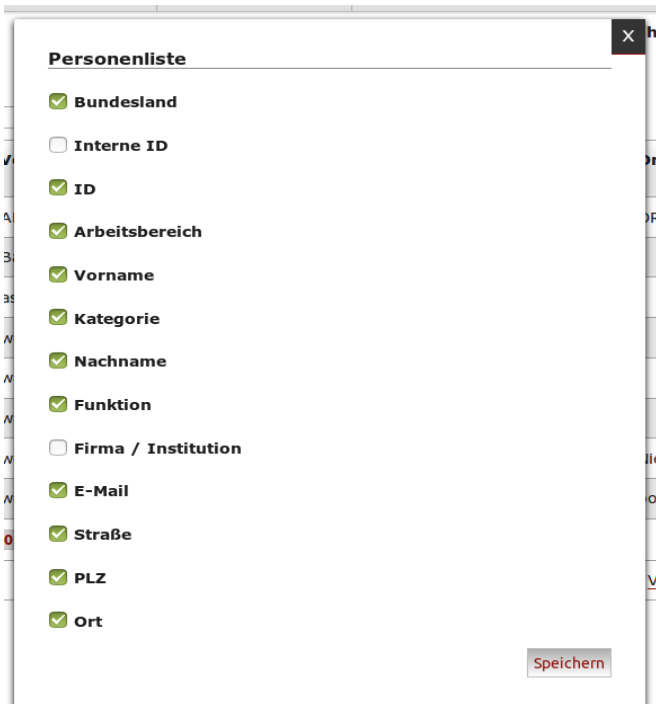 X
Personenliste
Bundesland
Interne ID
ID
Arbeitsbereich
Vorname
Kategorie
Nachname
Funktion
Firma / Institution
E-Mail
Straße
PLZ
Ort
Speichern